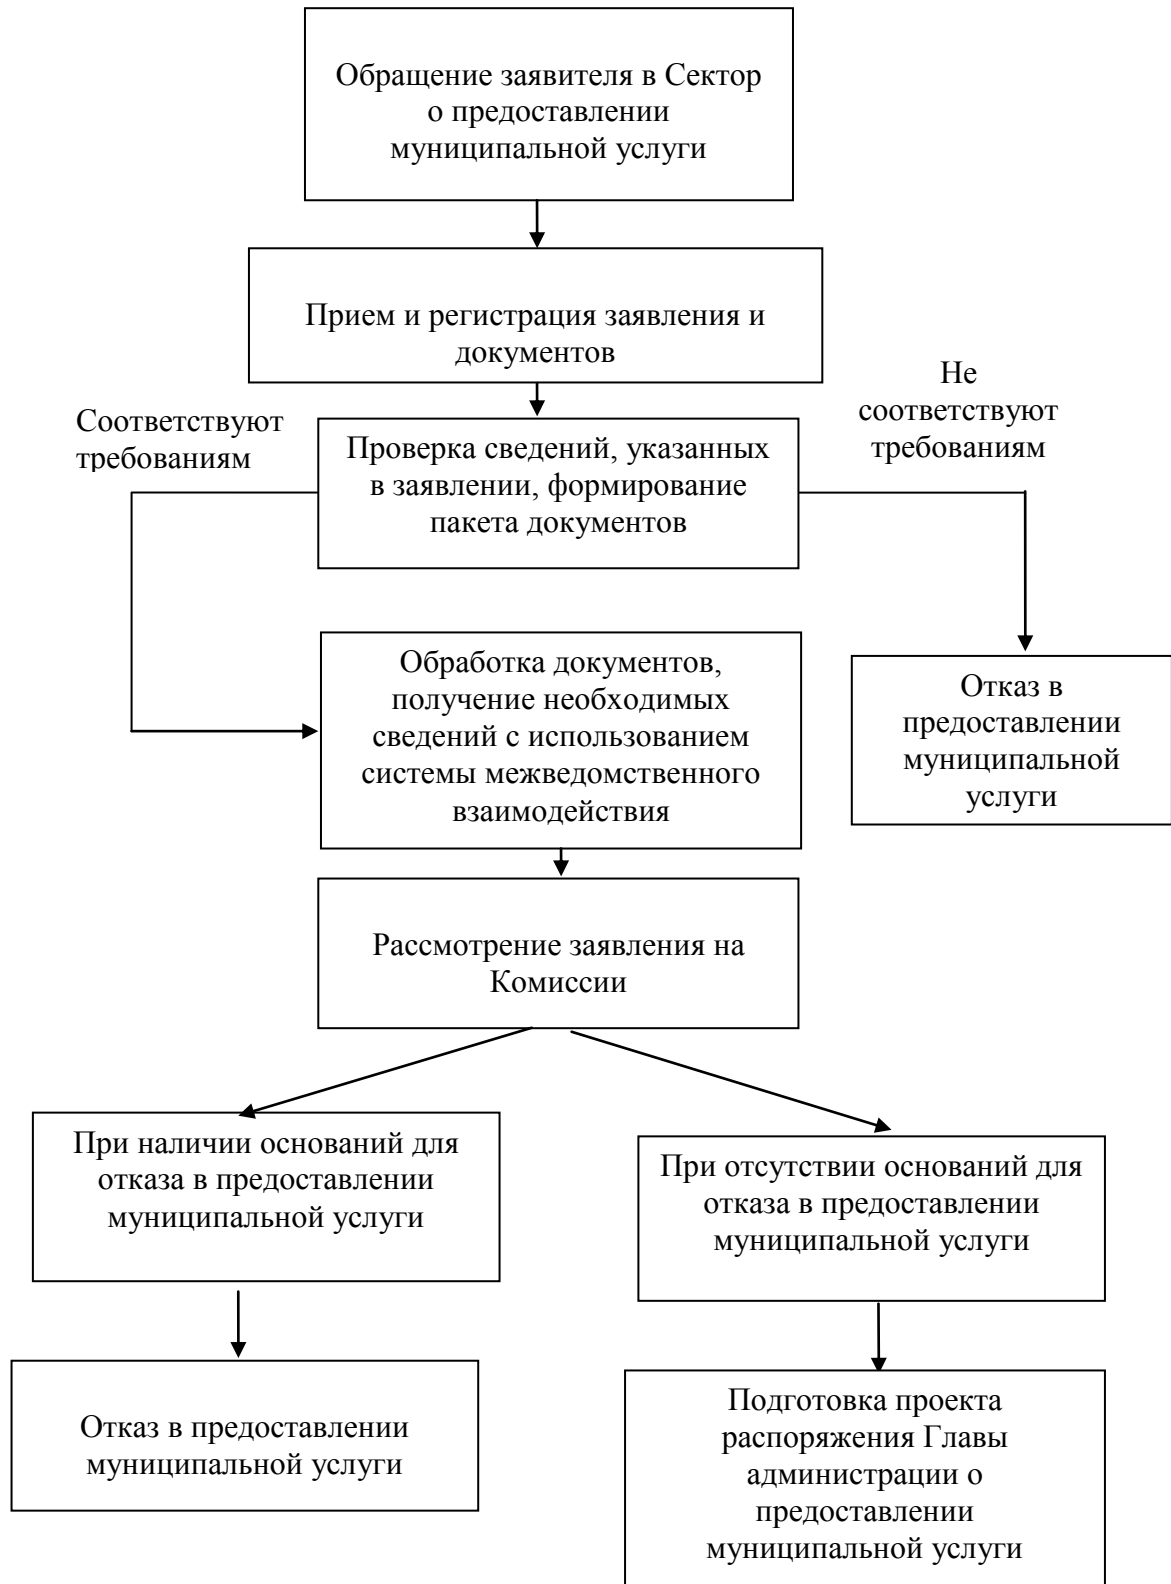 Обращение заявителя в Сектор
о предоставлении
муниципальной услуги
Прием и регистрация заявления и
документов
Соответствуют
требованиям
Не
соответствуют
требованиям
Проверка сведений, указанных
в заявлении, формирование
пакета документов
Обработка документов,
получение необходимых
сведений с использованием
системы межведомственного
взаимодействия
Отказ в
предоставлении
муниципальной
услуги
Рассмотрение заявления на
Комиссии
При наличии оснований для
отказа в предоставлении
муниципальной услуги
При отсутствии оснований для
отказа в предоставлении
муниципальной услуги
Отказ в предоставлении
муниципальной услуги
Подготовка проекта
распоряжения Главы
администрации о
предоставлении
муниципальной услуги